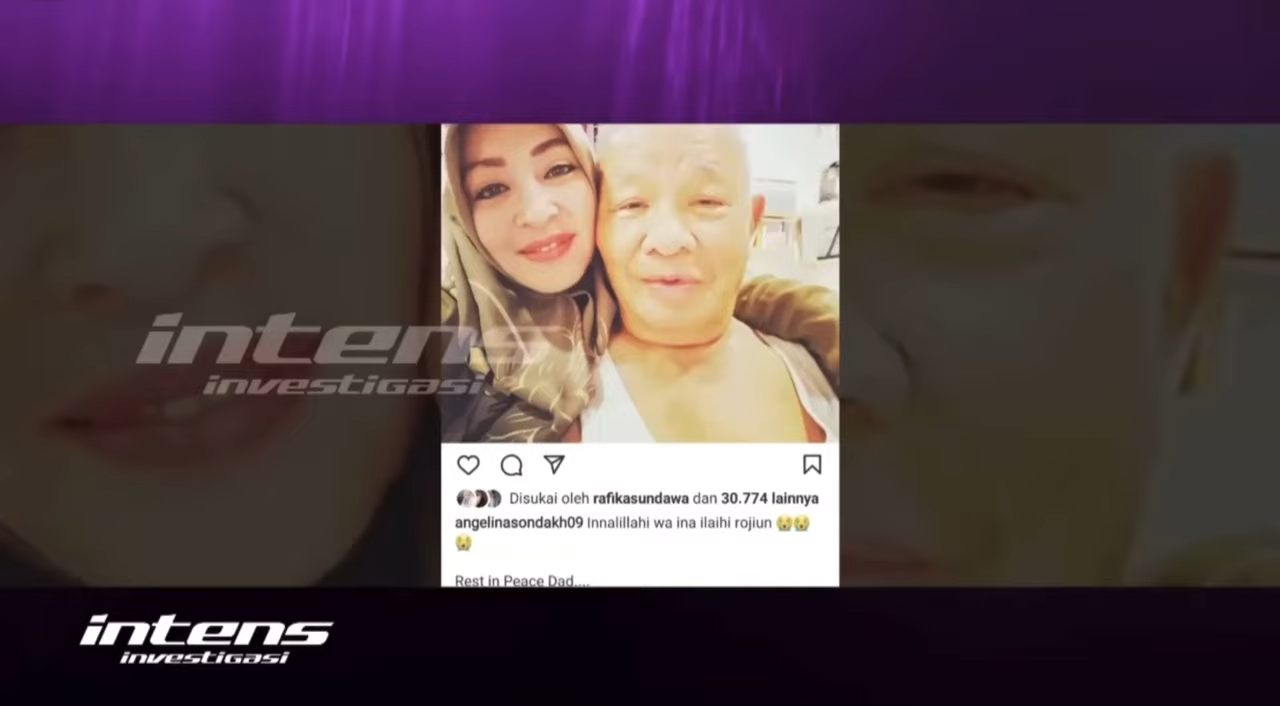 intens
investigasi
Disukai oleh rafikasundawa dan 30.774 lainnya
angelinasondakh09 Innalillahi wa ina ilaihi rojiun 😭😭
😭
Rest in Peace Dad....
intens
investigasi